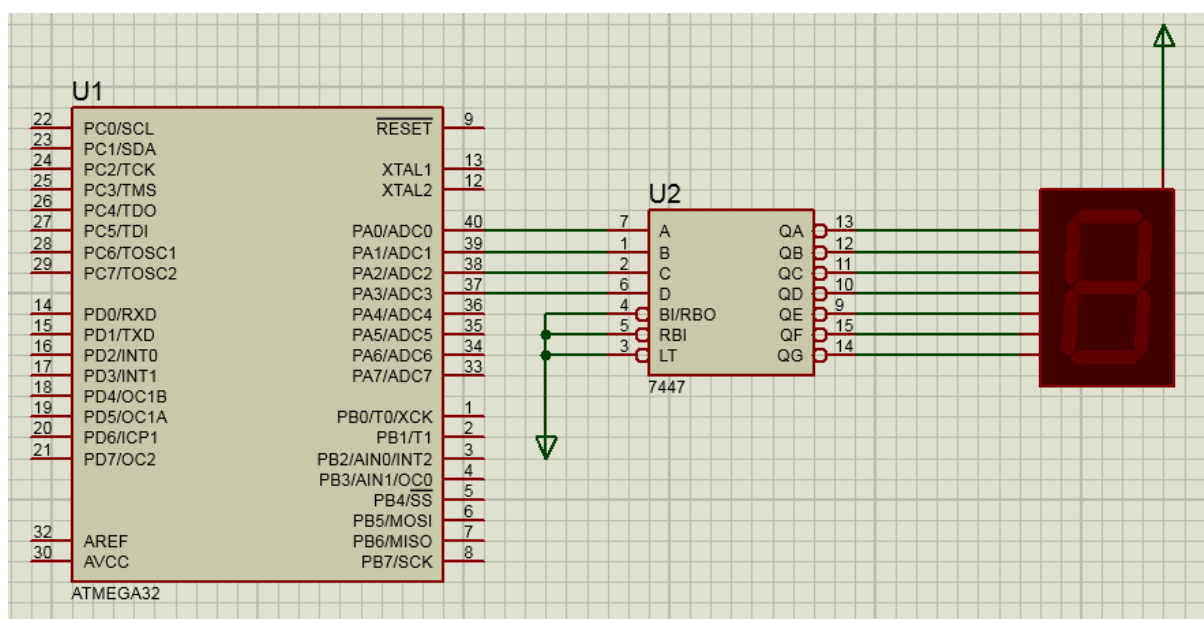 U1
22 PC0/SCL RESET 9
23 PC1/SDA
24 PC2/TCK XTAL1 13
25 PC3/TMS XTAL2 12
26 PC4/TDO
27 PC5/TDI PA0/ADC0 40
28 PC6/TOSC1 PA1/ADC1 39
29 PC7/TOSC2 PA2/ADC2 38
PA3/ADC3 37
14 PD0/RXD PA4/ADC4 36
15 PD1/TXD PA5/ADC5 35
16 PD2/INT0 PA6/ADC6 34
17 PD3/INT1 PA7/ADC7 33
18 PD4/OC1B
19 PD5/OC1A PB0/T0/XCK 1
20 PD6/ICP1 PB1/T1 2
21 PD7/OC2 PB2/AIN0/INT2 3
PB3/AIN1/OC0 4
PB4/SS 5
PB5/MOSI 6
32 AREF PB6/MISO 7
30 AVCC PB7/SCK 8
ATMEGA32
U2
7 A QA 13
1 B QB 12
2 C QC 11
6 D QD 10
4 BI/RBO QE 9
5 RBI QF 15
3 LT QG 14
7447